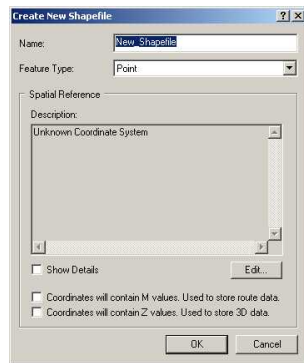 Create New Shapefile
Name: New_Shapefile
Feature Type: Point
Spatial Reference
Description:
Unknown Coordinate System
Show Details Edit...
Coordinates will contain M values. Used to store route data.
Coordinates will contain Z values. Used to store 3D data.
OK Cancel